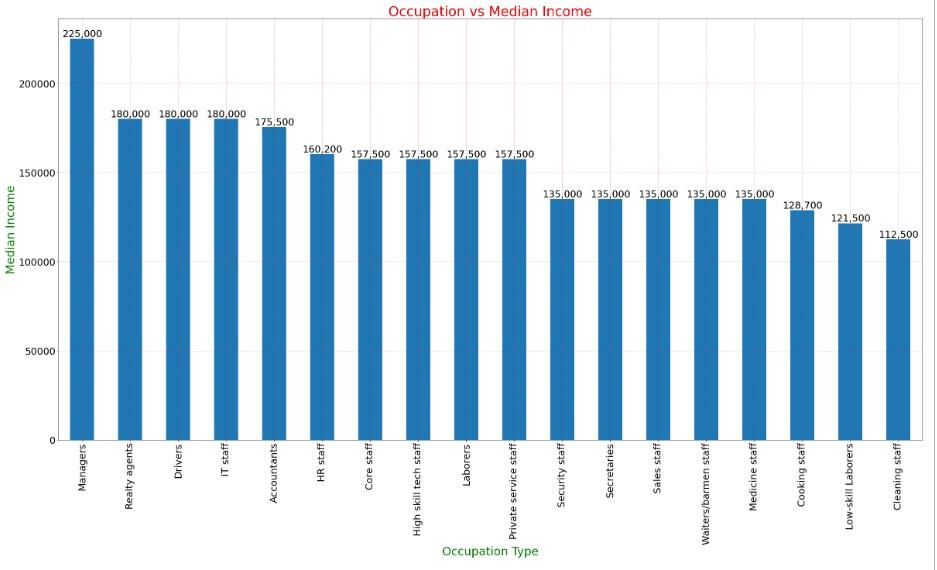 Occupation vs Median Income
225,000
180,000
180,000
180,000
175,500
160,200
157,500
157,500
157,500
157,500
135,000
135,000
135,000
135,000
135,000
128,700
121,500
112,500
200000
150000
100000
50000
0
Median Income
Managers
Realty agents
Drivers
IT staff
Accountants
HR staff
Core staff
High skill tech staff
Laborers
Private service staff
Security staff
Secretaries
Sales staff
Waiters/barmen staff
Medicine staff
Cooking staff
Low-skill Laborers
Cleaning staff
Occupation Type